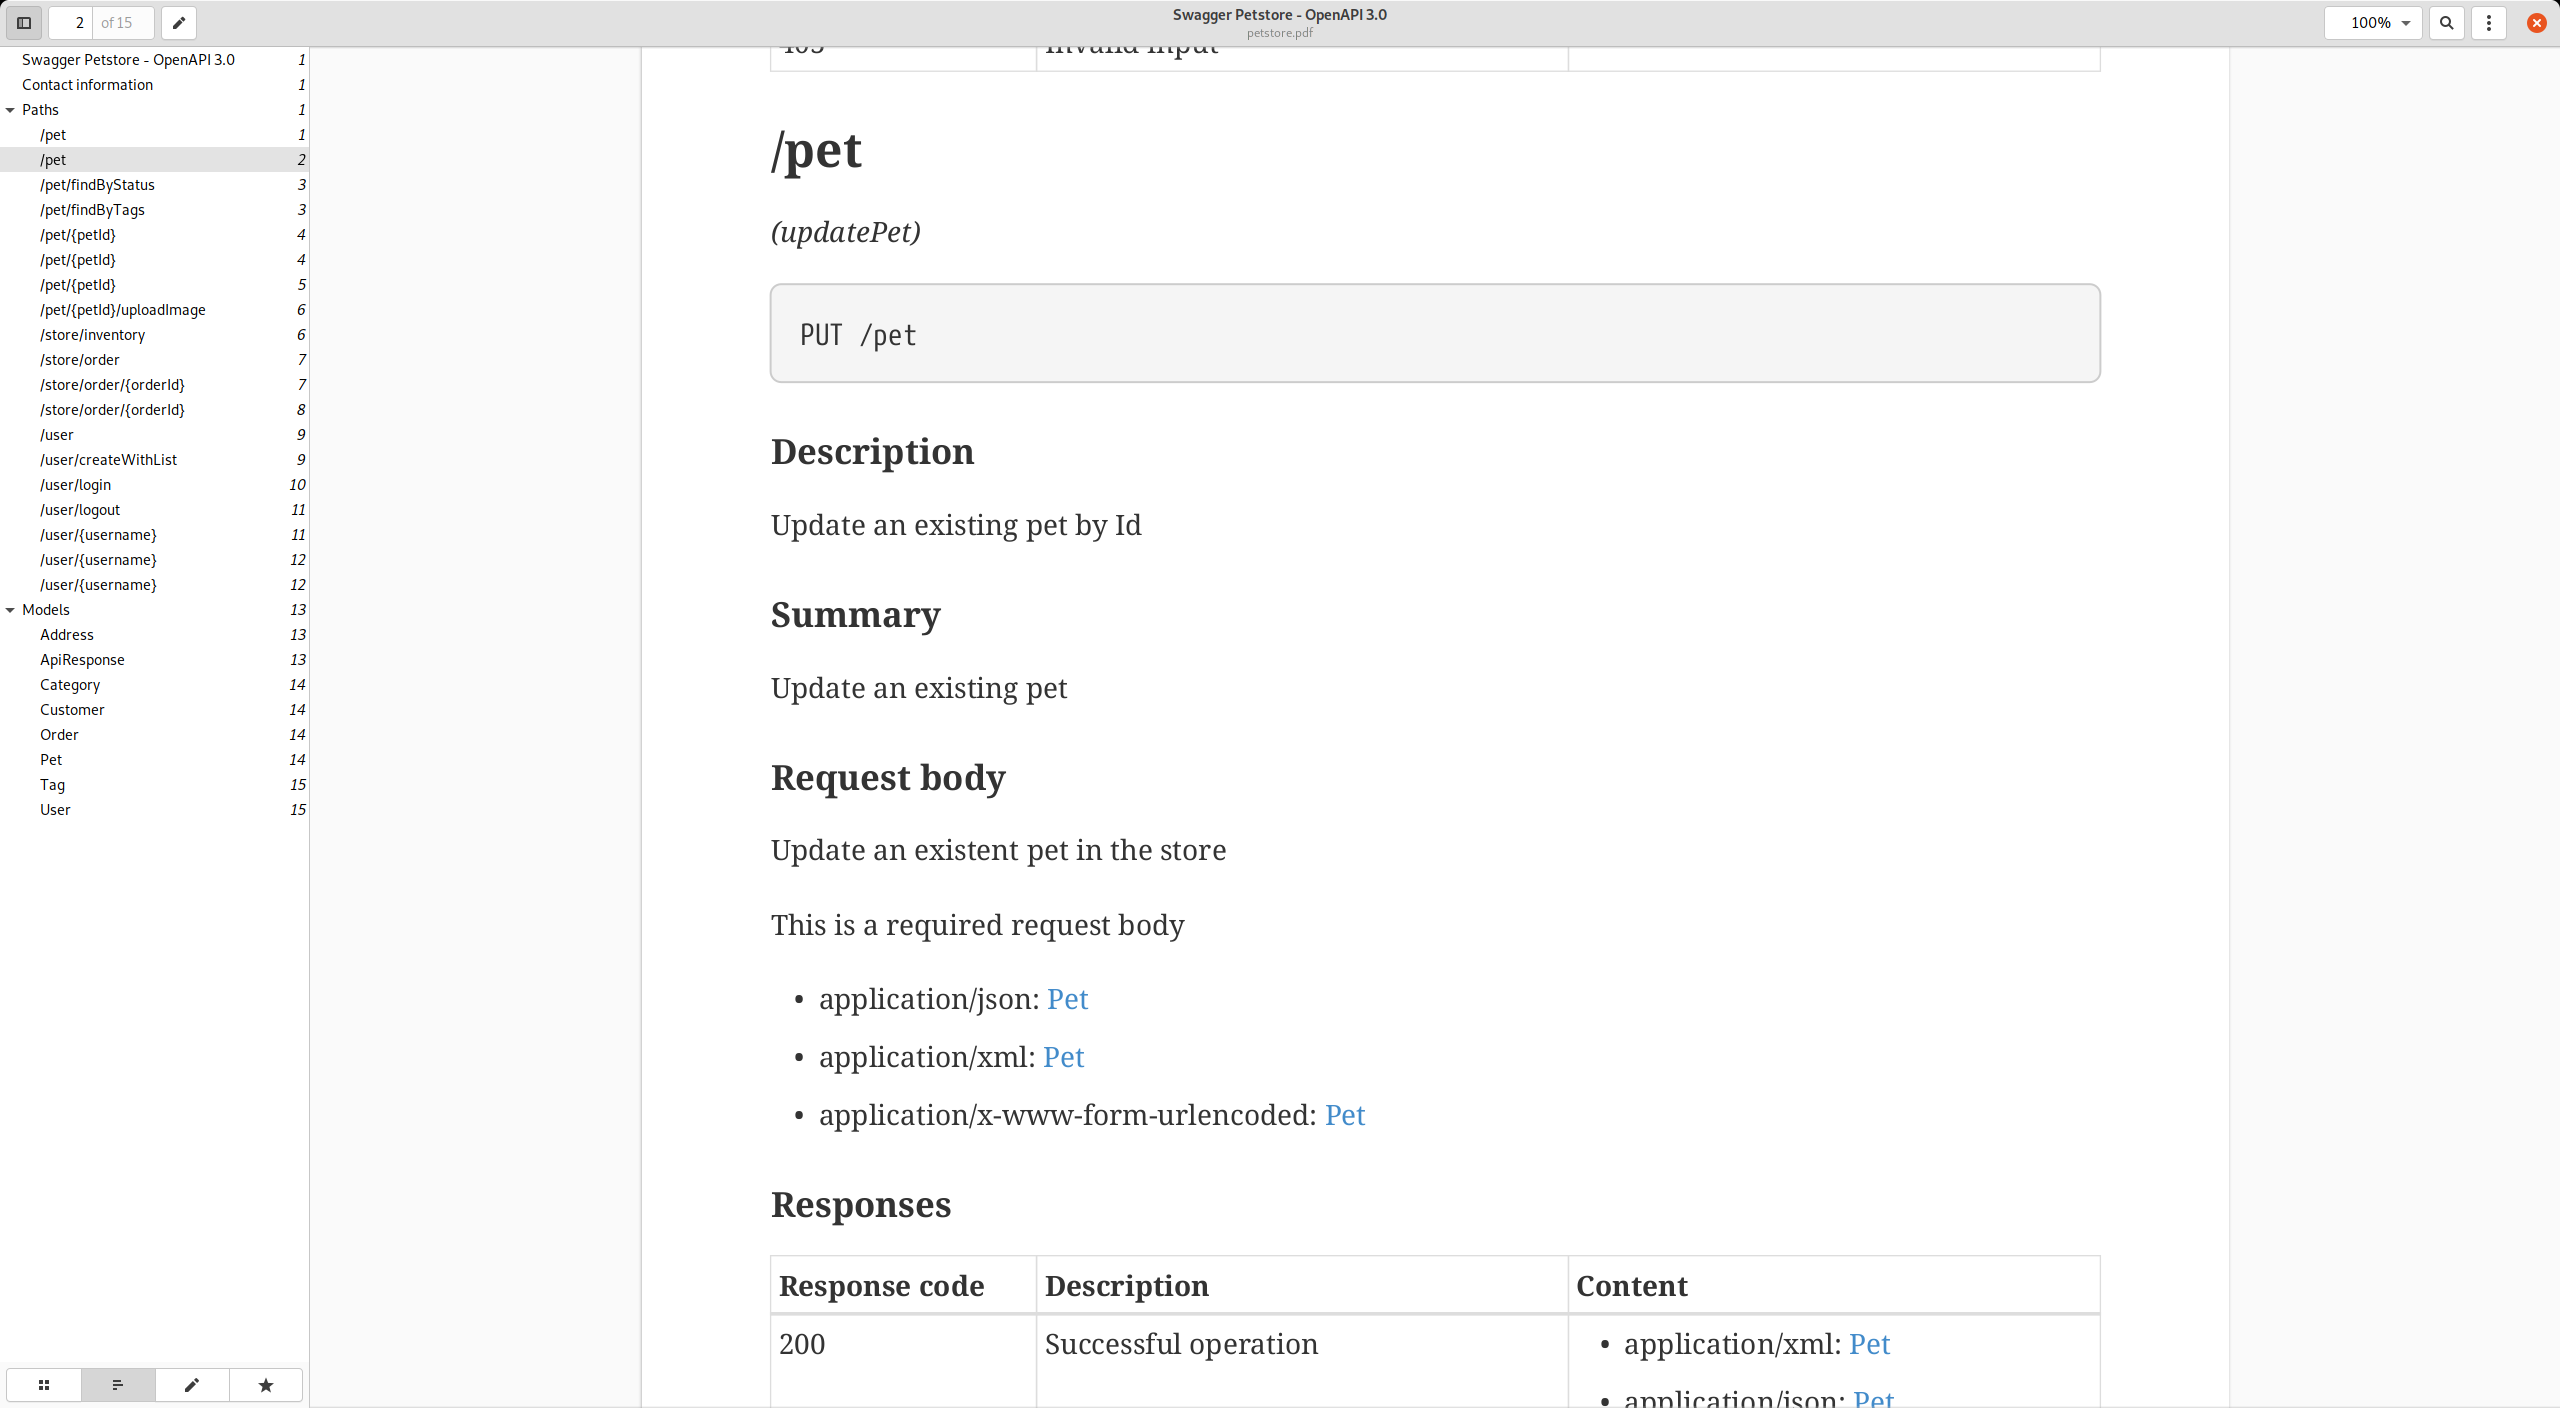 2 of 15
Swagger Petstore - OpenAPI 3.0
petstore.pdf
100%
Swagger Petstore - OpenAPI 3.0 1
Contact information 1
Paths 1
/pet 1
/pet 2
/pet/findByStatus 3
/pet/findByTags 3
/pet/{petId} 4
/pet/{petId} 4
/pet/{petId} 5
/pet/{petId}/uploadImage 6
/store/inventory 6
/store/order 7
/store/order/{orderId} 7
/store/order/{orderId} 8
/user 9
/user/createWithList 9
/user/login 10
/user/logout 11
/user/{username} 11
/user/{username} 12
/user/{username} 12
Models 13
Address 13
ApiResponse 13
Category 14
Customer 14
Order 14
Pet 14
Tag 15
User 15
405 Invalid input
/pet
(updatePet)
PUT /pet
Description
Update an existing pet by Id
Summary
Update an existing pet
Request body
Update an existent pet in the store
This is a required request body
• application/json: Pet
• application/xml: Pet
• application/x-www-form-urlencoded: Pet
Responses
Response code Description Content
200 Successful operation • application/xml: Pet
• application/json: Pet